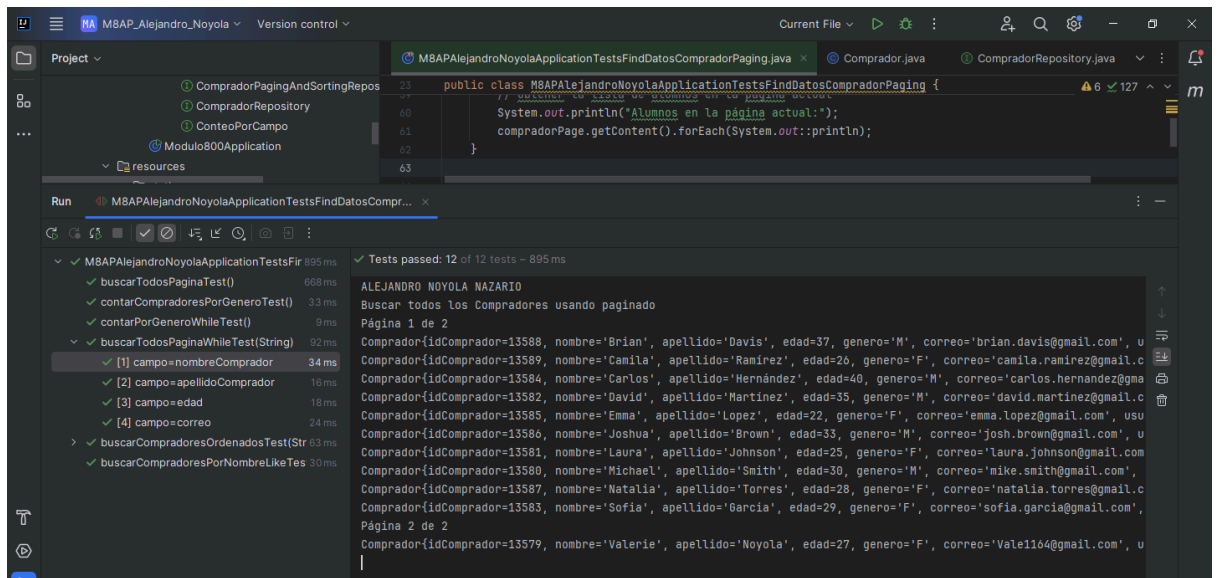 MA M8AP_Alejandro_Noyola Version control Current File
Project
M8APAlejandroNoyolaApplicationTestsFindDatosCompradorPaging.java Comprador.java CompradorRepository.java
CompradorPagingAndSortingRepos
CompradorRepository
ConteoPorCampo
Modulo800Application
resources
23 public class M8APAlejandroNoyolaApplicationTestsFindDatosCompradorPaging { 6 127
60 System.out.println("Alumnos en la página actual:");
61 compradorPage.getContent().forEach(System.out::println);
62 }
63
m
Run M8APAlejandroNoyolaApplicationTestsFindDatosCompr...
M8APAlejandroNoyolaApplicationTestsFir 895 ms
buscarTodosPaginaTest() 668 ms
contarCompradoresPorGeneroTest() 33 ms
contarPorGeneroWhileTest() 9 ms
buscarTodosPaginaWhileTest(String) 92 ms
[1] campo=nombreComprador 34 ms
[2] campo=apellidoComprador 16 ms
[3] campo=edad 18 ms
[4] campo=correo 24 ms
buscarCompradoresOrdenadosTest(Str 63 ms
buscarCompradoresPorNombreLikeTes 30 ms
Tests passed: 12 of 12 tests – 895 ms
ALEJANDRO NOYOLA NAZARIO
Buscar todos los Compradores usando paginado
Página 1 de 2
Comprador{idComprador=13588, nombre='Brian', apellido='Davis', edad=37, genero='M', correo='brian.davis@gmail.com', u
Comprador{idComprador=13589, nombre='Camila', apellido='Ramírez', edad=26, genero='F', correo='camila.ramirez@gmail.c
Comprador{idComprador=13584, nombre='Carlos', apellido='Hernández', edad=40, genero='M', correo='carlos.hernandez@gma
Comprador{idComprador=13582, nombre='David', apellido='Martínez', edad=35, genero='M', correo='david.martinez@gmail.c
Comprador{idComprador=13585, nombre='Emma', apellido='Lopez', edad=22, genero='F', correo='emma.lopez@gmail.com', usu
Comprador{idComprador=13586, nombre='Joshua', apellido='Brown', edad=33, genero='M', correo='josh.brown@gmail.com', u
Comprador{idComprador=13581, nombre='Laura', apellido='Johnson', edad=25, genero='F', correo='laura.johnson@gmail.com
Comprador{idComprador=13580, nombre='Michael', apellido='Smith', edad=30, genero='M', correo='mike.smith@gmail.com',
Comprador{idComprador=13587, nombre='Natalia', apellido='Torres', edad=28, genero='F', correo='natalia.torres@gmail.c
Comprador{idComprador=13583, nombre='Sofia', apellido='Garcia', edad=29, genero='F', correo='sofia.garcia@gmail.com',
Página 2 de 2
Comprador{idComprador=13579, nombre='Valerie', apellido='Noyola', edad=27, genero='F', correo='Vale1164@gmail.com', u